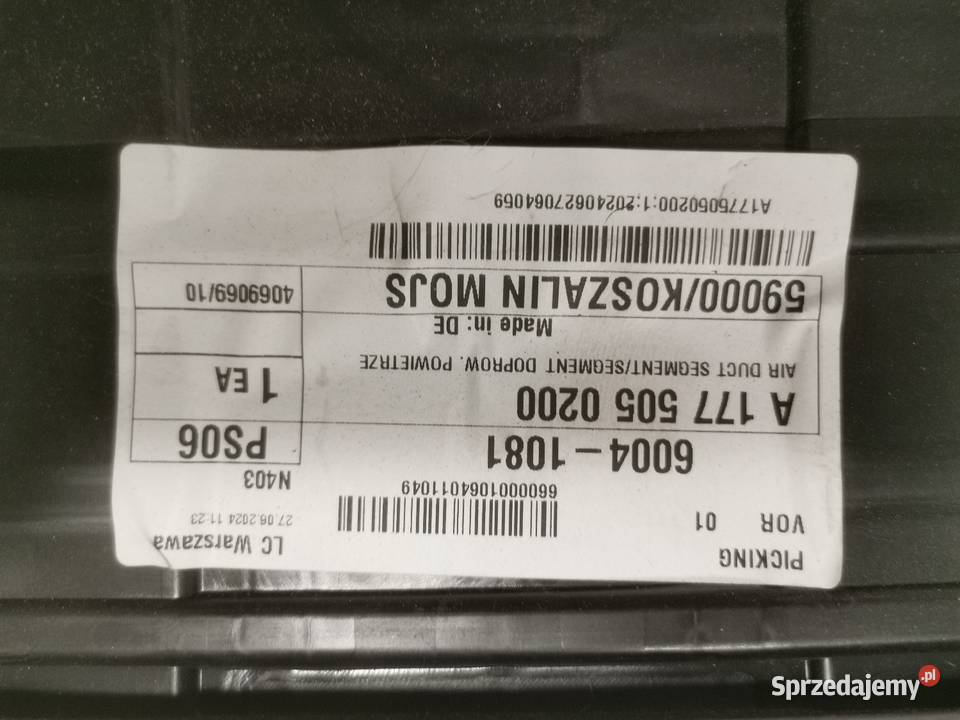 PICKING
LC Warszawa
VOR 01
27.06.2024 11:23
6600001064011049
N403
6004-1081
PS06
A 177 505 0200
1 EA
AIR DUCT SEGMENT/SEGMENT DOPROW. POWIETRZE
Made in: DE
59000/KOSZALIN MOJS
4069069/10
A1775050200:1:20240627064059
Sprzedajemy.pl